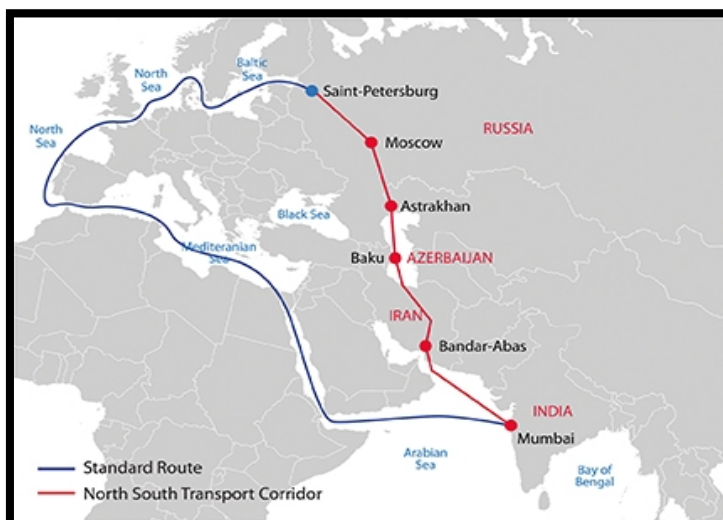 North
Sea
Baltic
Sea
Saint-Petersburg
RUSSIA
North
Sea
Moscow
Astrakhan
Black Sea
Mediteranian
Sea
Baku
AZERBAIJAN
IRAN
Bandar-Abas
INDIA
Mumbai
Arabian
Sea
Bay of
Bengal
Standard Route
North South Transport Corridor